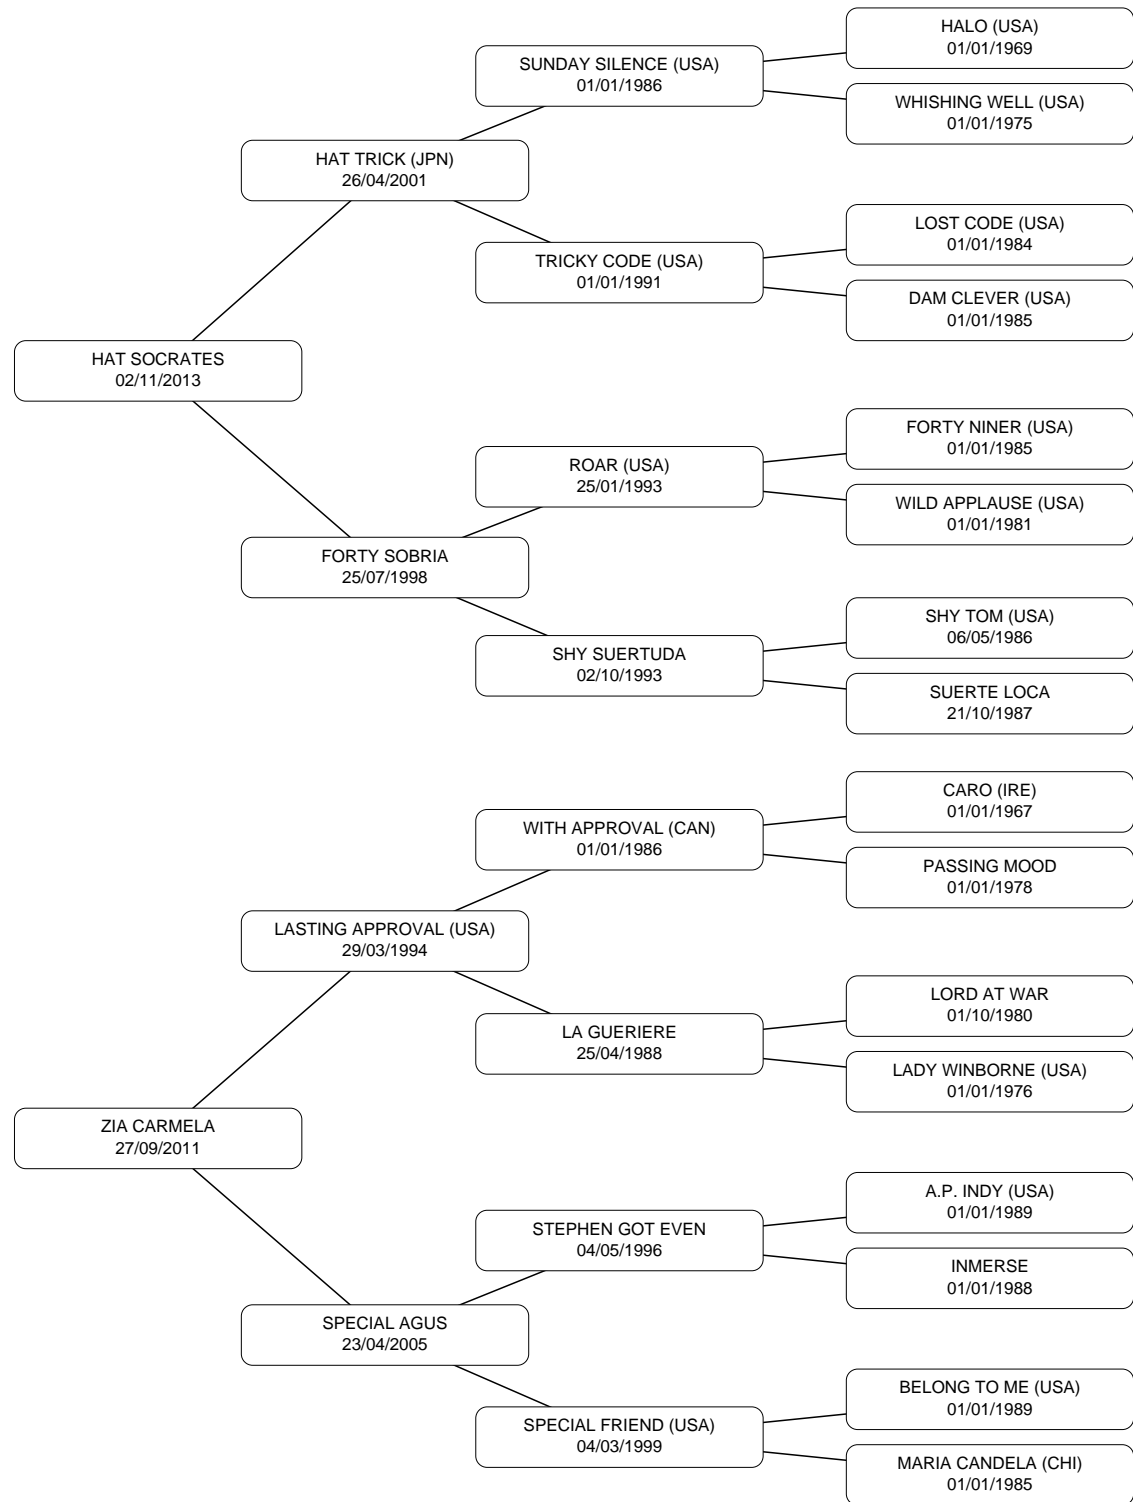 HALO (USA)
01/01/1969
SUNDAY SILENCE (USA)
01/01/1986
WHISHING WELL (USA)
01/01/1975
HAT TRICK (JPN)
26/04/2001
LOST CODE (USA)
01/01/1984
TRICKY CODE (USA)
01/01/1991
DAM CLEVER (USA)
01/01/1985
HAT SOCRATES
02/11/2013
FORTY NINER (USA)
01/01/1985
ROAR (USA)
25/01/1993
WILD APPLAUSE (USA)
01/01/1981
FORTY SOBRIA
25/07/1998
SHY TOM (USA)
06/05/1986
SHY SUERTUDA
02/10/1993
SUERTE LOCA
21/10/1987
CARO (IRE)
01/01/1967
WITH APPROVAL (CAN)
01/01/1986
PASSING MOOD
01/01/1978
LASTING APPROVAL (USA)
29/03/1994
LORD AT WAR
01/10/1980
LA GUERIERE
25/04/1988
LADY WINBORNE (USA)
01/01/1976
ZIA CARMELA
27/09/2011
A.P. INDY (USA)
01/01/1989
STEPHEN GOT EVEN
04/05/1996
INMERSE
01/01/1988
SPECIAL AGUS
23/04/2005
BELONG TO ME (USA)
01/01/1989
SPECIAL FRIEND (USA)
04/03/1999
MARIA CANDELA (CHI)
01/01/1985